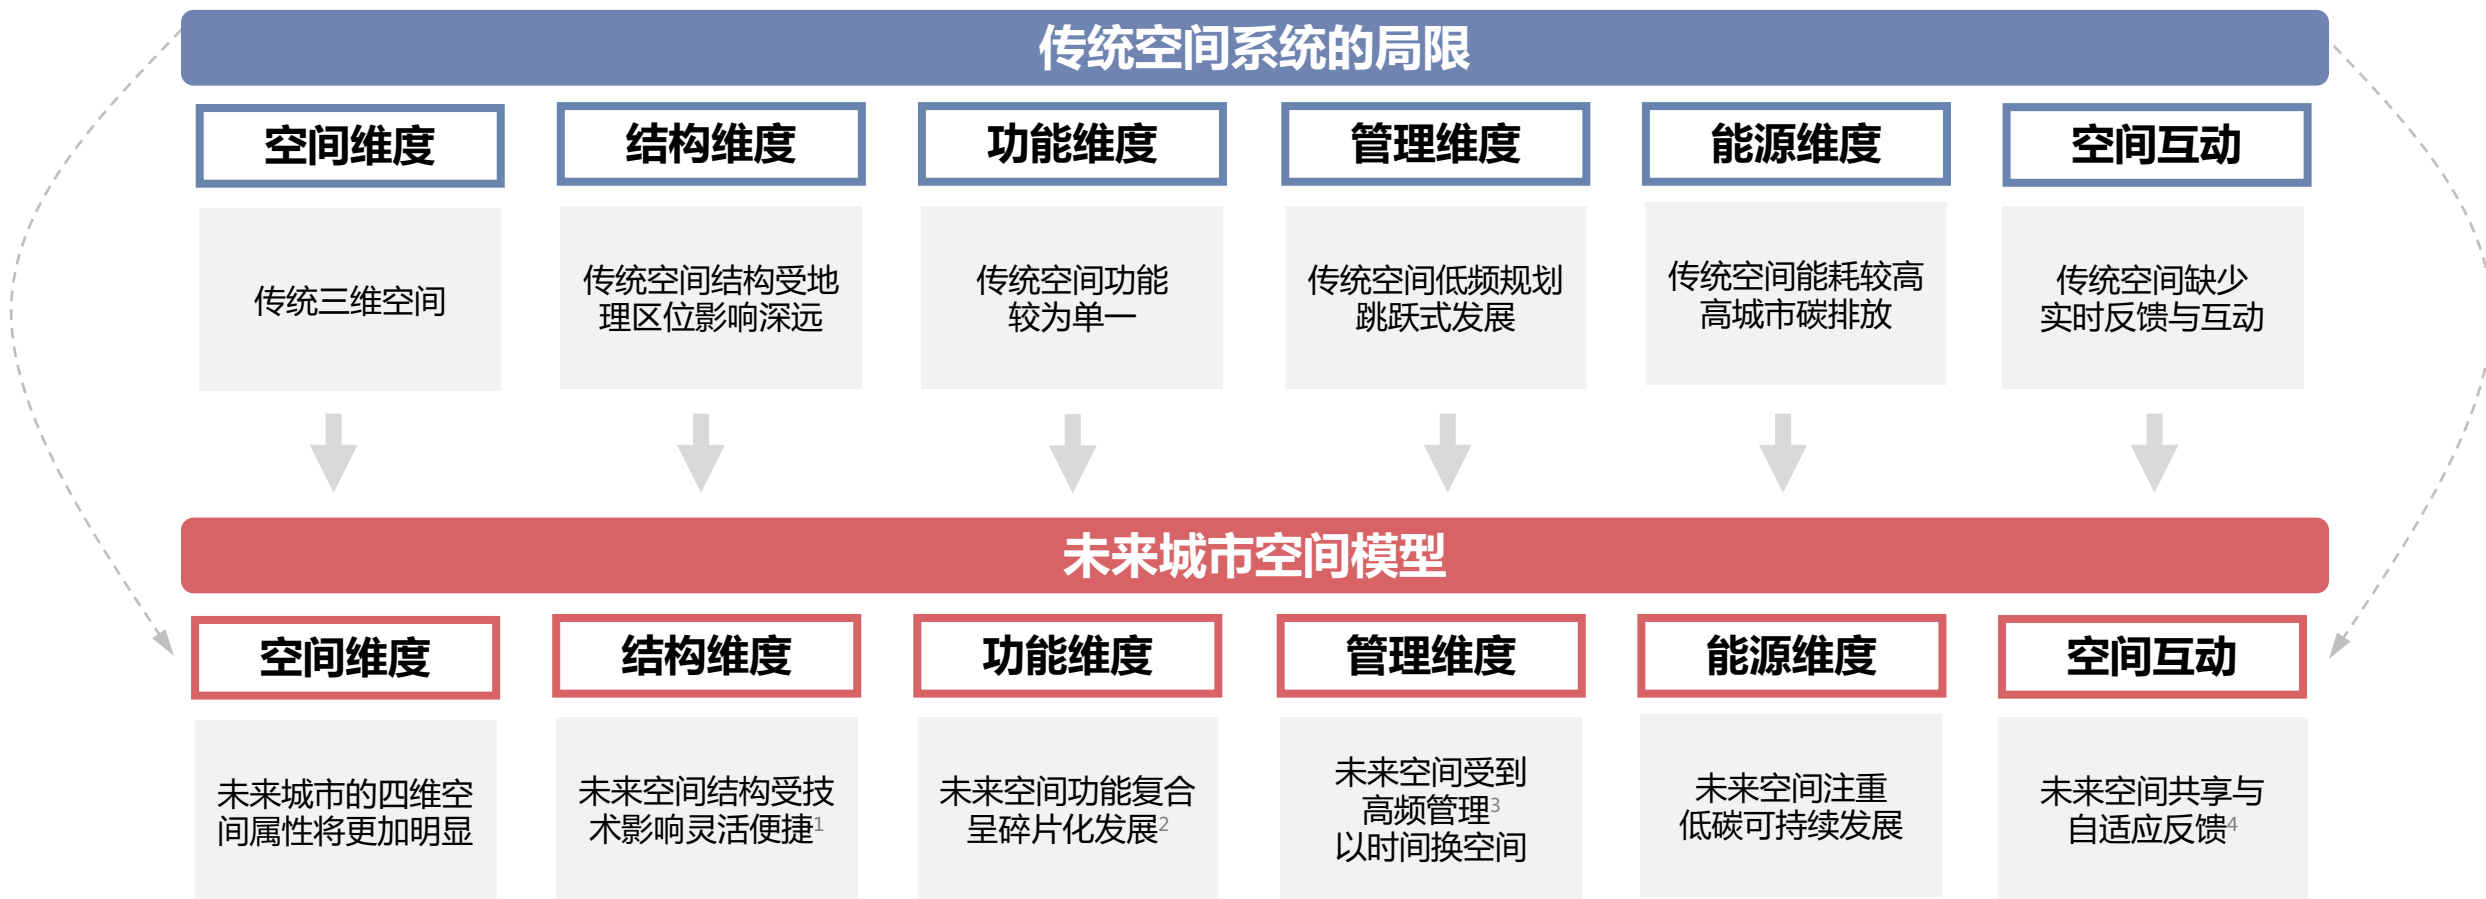 传统空间系统的局限
空间维度
结构维度
功能维度
管理维度
能源维度
空间互动
传统三维空间
传统空间结构受地
理区位影响深远
传统空间功能
较为单一
传统空间低频规划
跳跃式发展
传统空间能耗较高
高城市碳排放
传统空间缺少
实时反馈与互动
未来城市空间模型
空间维度
结构维度
功能维度
管理维度
能源维度
空间互动
未来城市的四维空
间属性将更加明显
未来空间结构受技
术影响灵活便捷1
未来空间功能复合
呈碎片化发展2
未来空间受到
高频管理3
以时间换空间
未来空间注重
低碳可持续发展
未来空间共享与
自适应反馈4